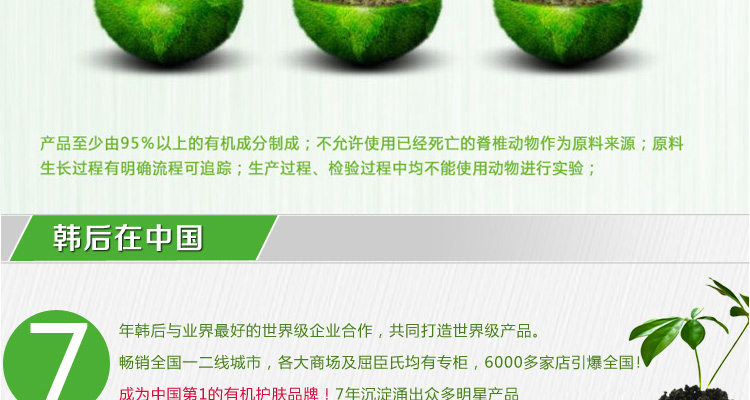 产品至少由95%以上的有机成分制成；不允许使用已经死亡的脊椎动物作为原料来源；原料
生长过程有明确流程可追踪；生产过程、检验过程中均不能使用动物进行实验；
韩后在中国
7
年韩后与业界最好的世界级企业合作，共同打造世界级产品。
畅销全国一二线城市，各大商场及屈臣氏均有专柜，6000多家店引爆全国！
成为中国第1的有机护肤品牌！7年沉淀涌出众多明星产品